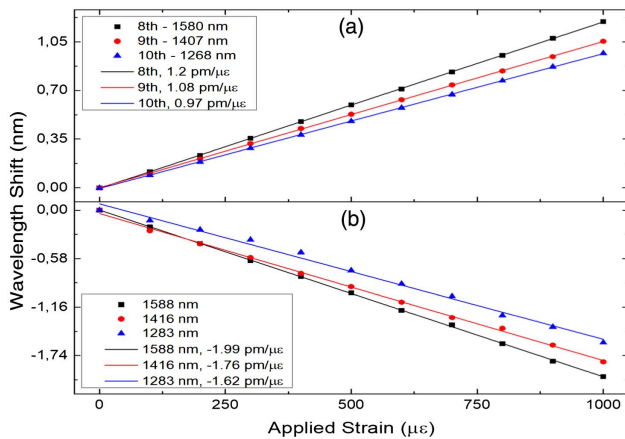 (a)
8th - 1580 nm
9th - 1407 nm
10th - 1268 nm
8th, 1.2 pm/με
9th, 1.08 pm/με
10th, 0.97 pm/με
1,05
0,70
0,35
0,00
Wavelength Shift (nm)
(b)
0,00
-0,58
-1,16
-1,74
1588 nm
1416 nm
1283 nm
1588 nm, -1.99 pm/με
1416 nm, -1.76 pm/με
1283 nm, -1.62 pm/με
0 250 500 750 1000
Applied Strain (με)